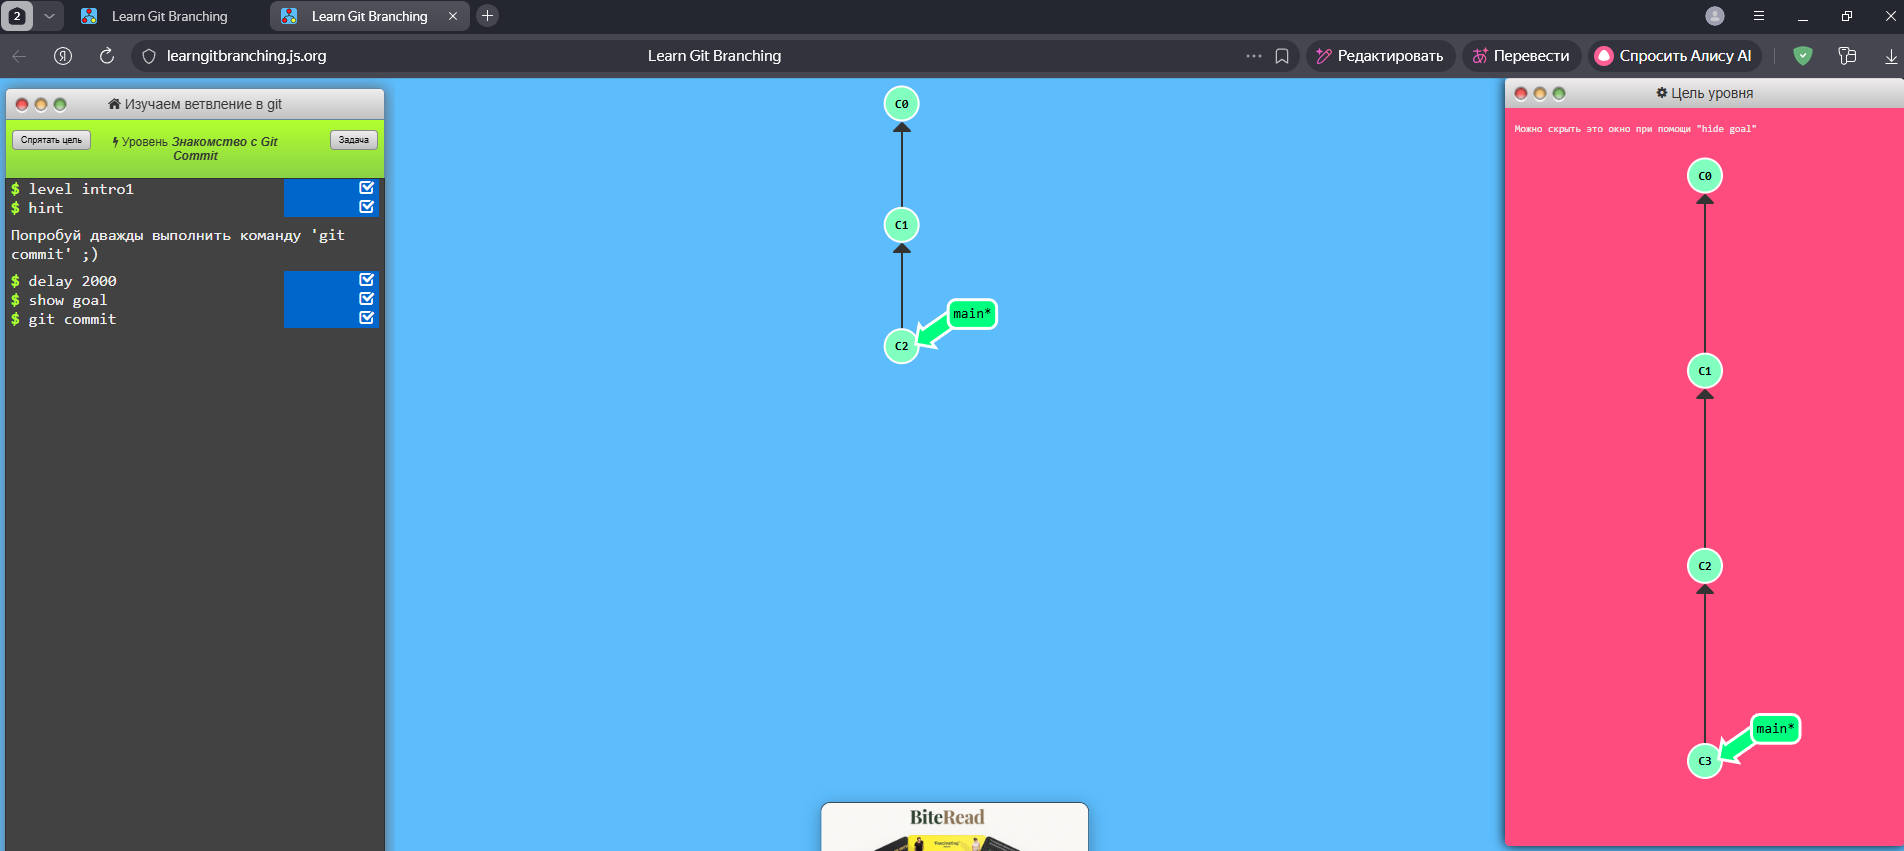 2
Learn Git Branching
Learn Git Branching
learngitbranching.js.org
Learn Git Branching
Редактировать
Перевести
Спросить Алису AI
Изучаем ветвление в git
Спрятать цель
Уровень Знакомство с Git
Commit
Задача
$ level intro1
$ hint
Попробуй дважды выполнить команду 'git
commit' ;)
$ delay 2000
$ show goal
$ git commit
C0
C1
main*
C2
BiteRead
Цель уровня
Можно скрыть это окно при помощи "hide goal"
C0
C1
C2
main*
C3